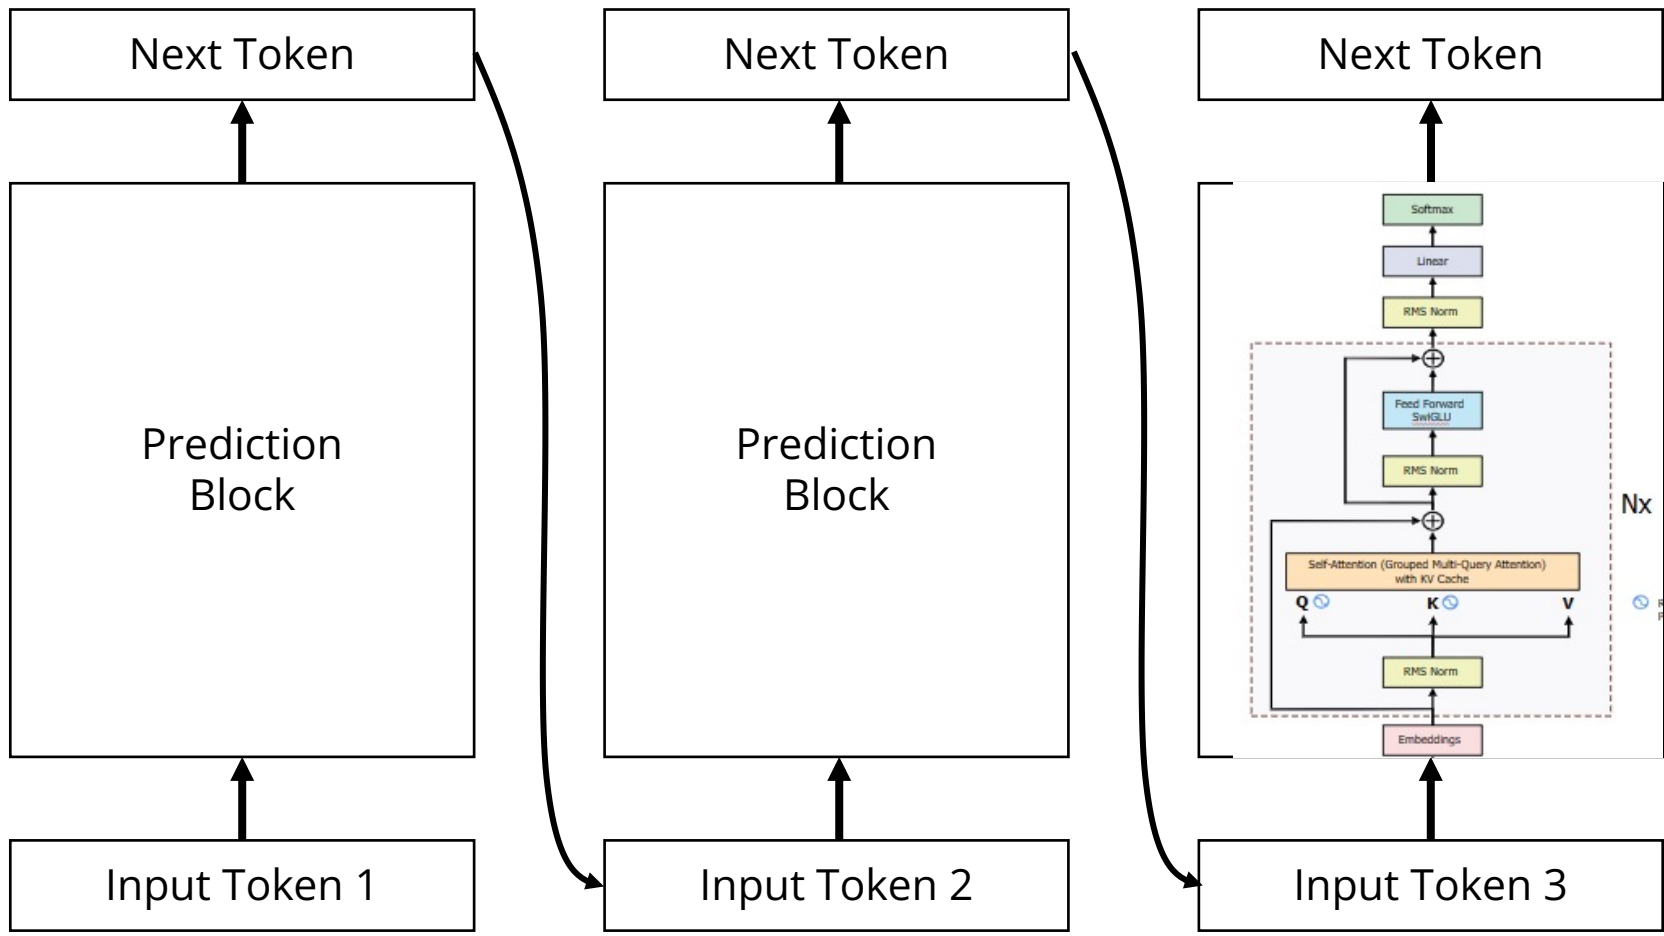 Next Token
Next Token
Next Token
Prediction
Block
Prediction
Block
Softmax
Linear
RMS Norm
Feed Forward
SwiGLU
RMS Norm
Nx
Self-Attention (Grouped Multi-Query Attention)
with KV Cache
Q
K
V
RMS Norm
Embeddings
Input Token 1
Input Token 2
Input Token 3